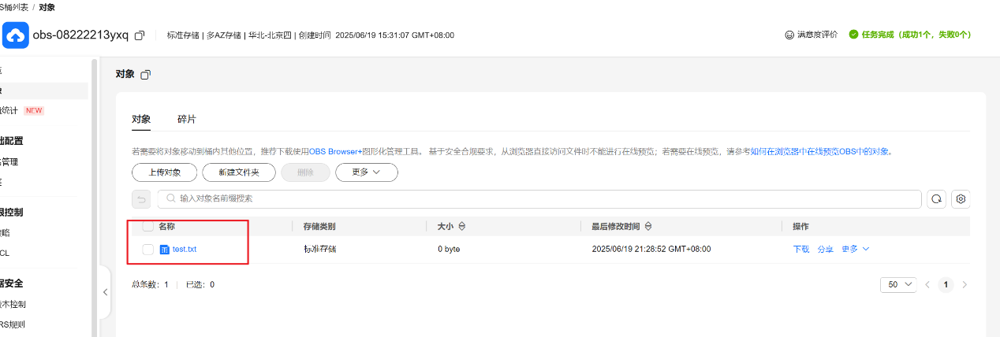 S桶列表 / 对象
obs-08222213yxq
标准存储 | 多AZ存储 | 华北-北京四 | 创建时间 2025/06/19 15:31:07 GMT+08:00
满意度评价
任务完成（成功1个，失败0个）
对象
统计 NEW
配置
管理
权限控制
策略
CL
数据安全
版本控制
RS规则
对象 碎片
若需要将对象移动到桶内其他位置，推荐下载使用OBS Browser+图形化管理工具。 基于安全合规要求，从浏览器直接访问文件时不能进行在线预览；若需要在线预览，请参考如何在浏览器中在线预览OBS中的对象。
上传对象 新建文件夹 删除 更多
输入对象名前缀搜索
名称 存储类别 大小 最后修改时间 操作
test.txt 标准存储 0 byte 2025/06/19 21:28:52 GMT+08:00 下载 分享 更多
总条数：1 已选：0
50 1